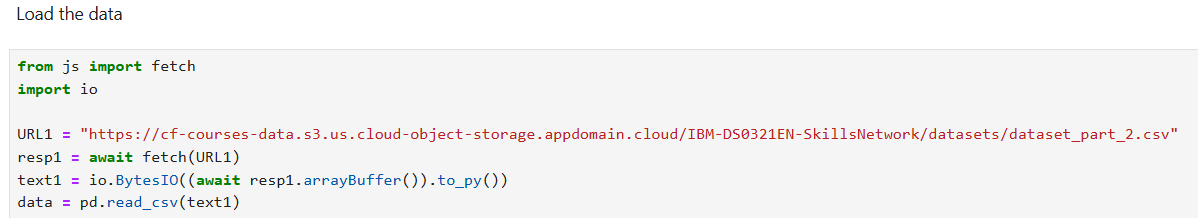 Load the data
from js import fetch
import io
URL1 = "https://cf-courses-data.s3.us.cloud-object-storage.appdomain.cloud/IBM-DS0321EN-SkillsNetwork/datasets/dataset_part_2.csv"
resp1 = await fetch(URL1)
text1 = io.BytesIO((await resp1.arrayBuffer()).to_py())
data = pd.read_csv(text1)